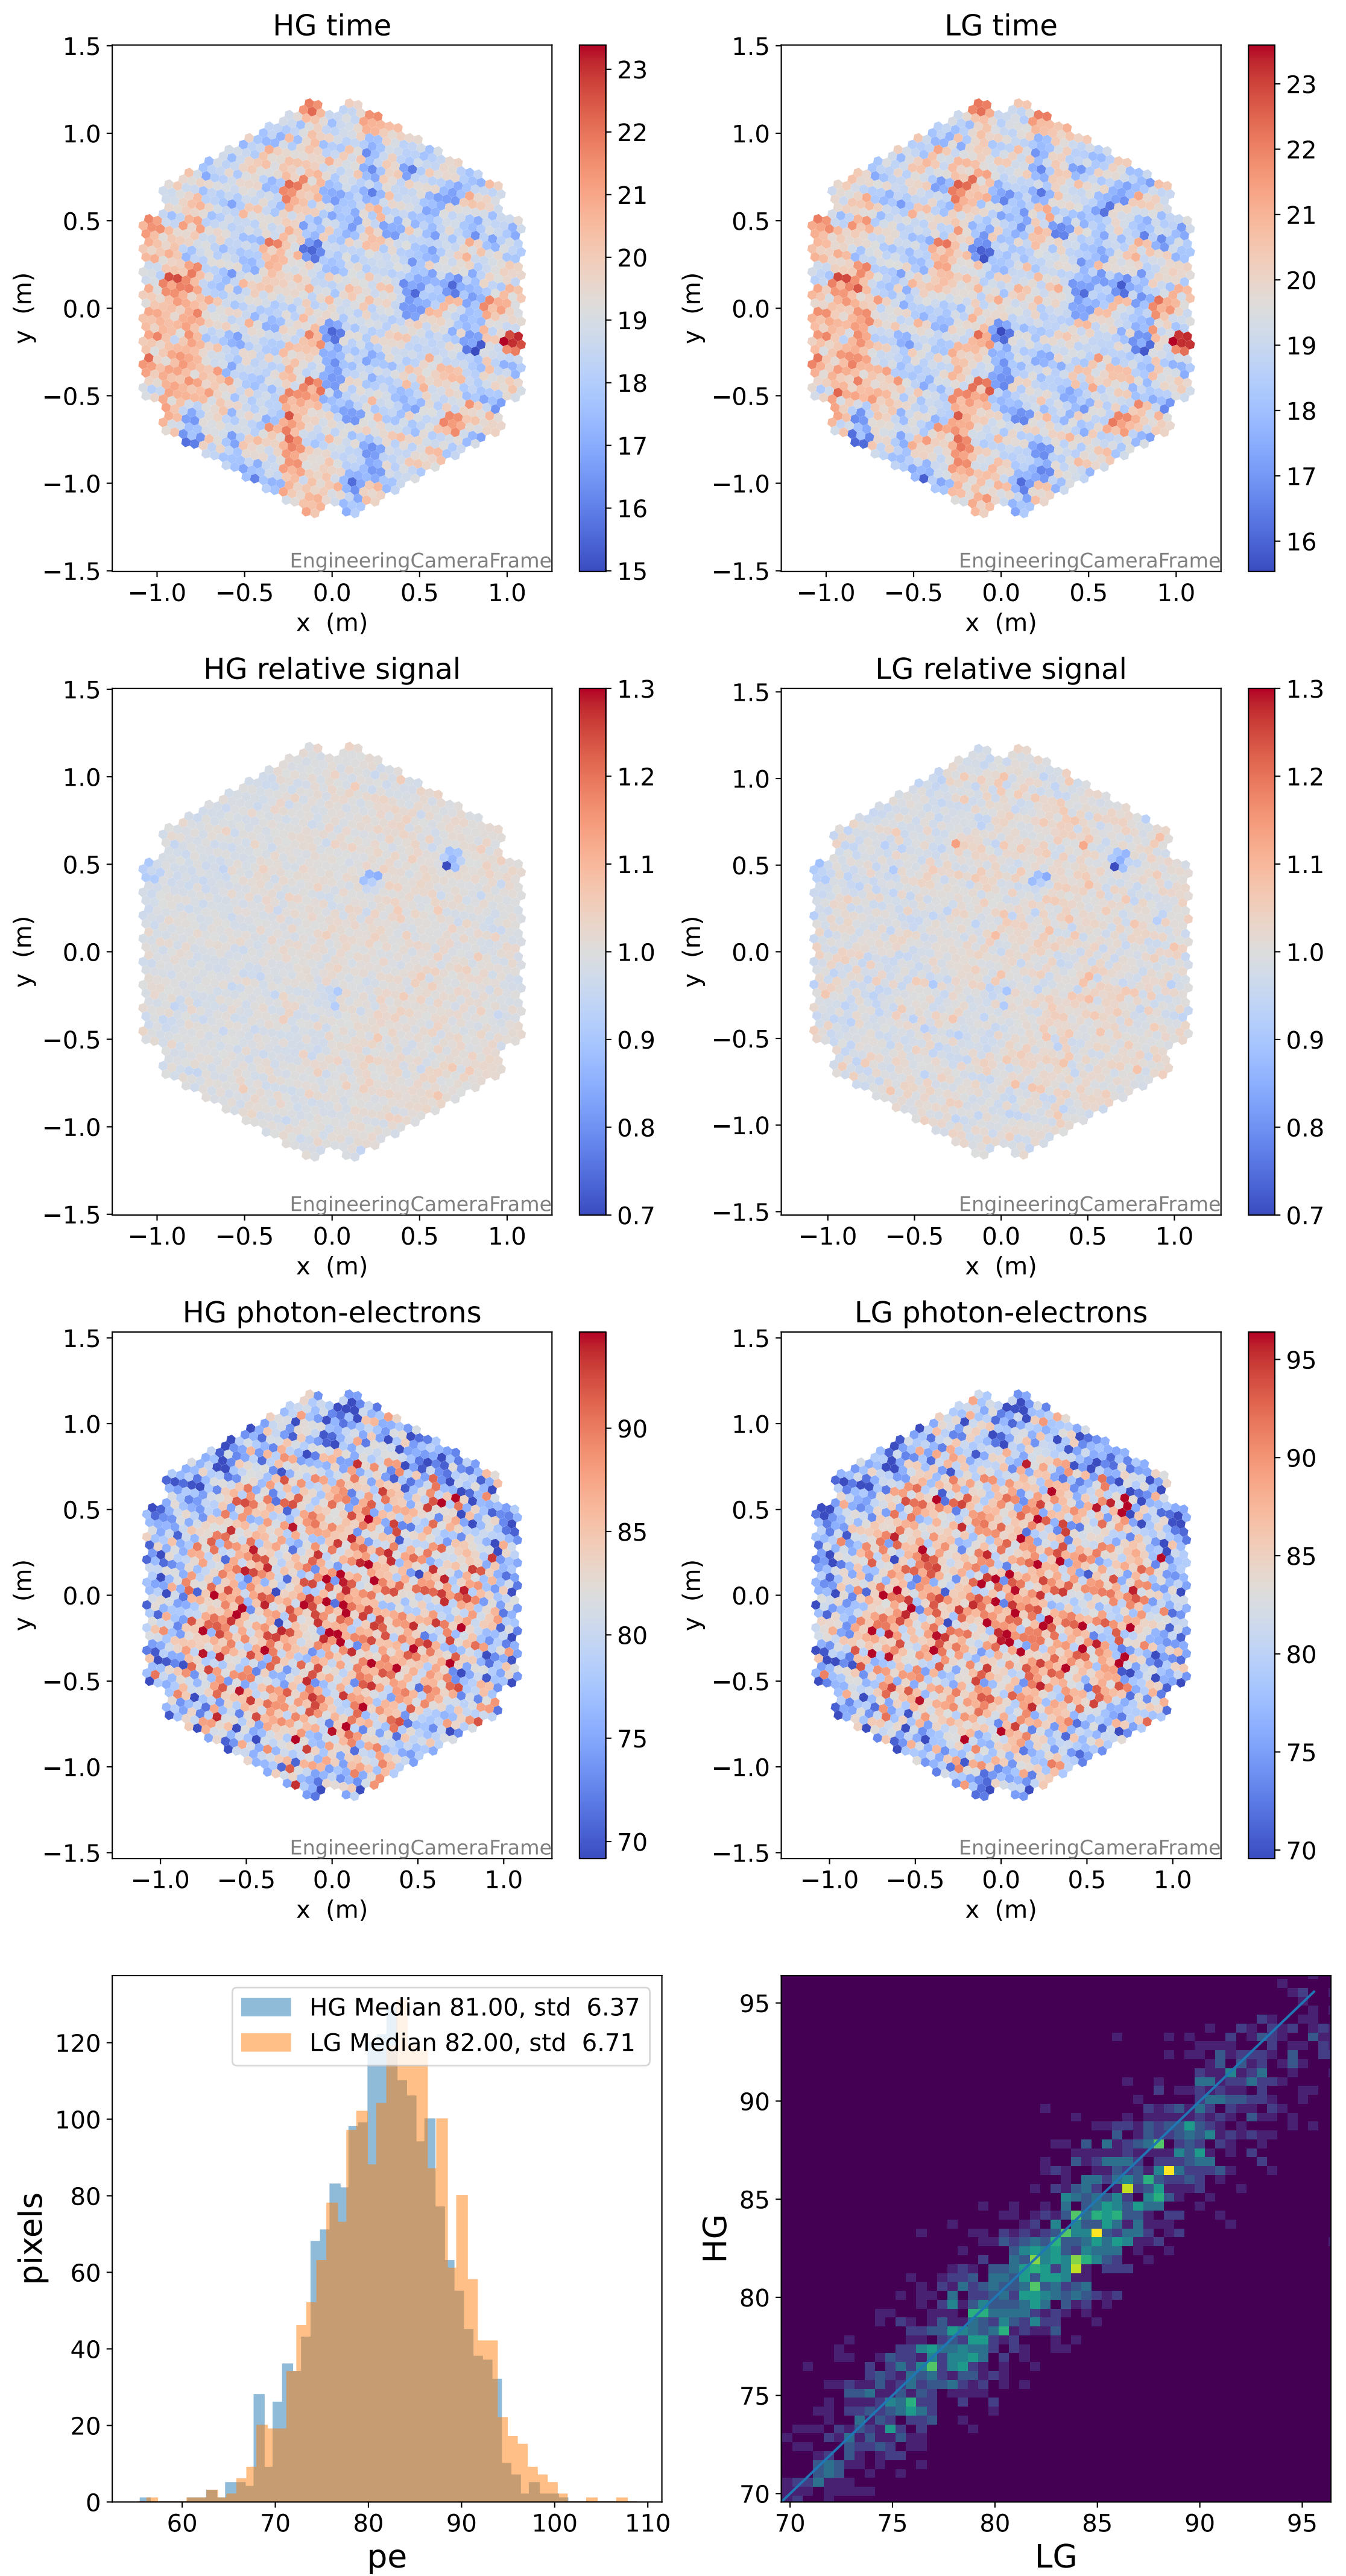 HG time
1.5
1.0
0.5
0.0
−0.5
−1.0
−1.5
y (m)
−1.0 −0.5 0.0 0.5 1.0
x (m)
EngineeringCameraFrame
23
22
21
20
19
18
17
16
15
LG time
1.5
1.0
0.5
0.0
−0.5
−1.0
−1.5
y (m)
−1.0 −0.5 0.0 0.5 1.0
x (m)
EngineeringCameraFrame
23
22
21
20
19
18
17
16
HG relative signal
1.5
1.0
0.5
0.0
−0.5
−1.0
−1.5
y (m)
−1.0 −0.5 0.0 0.5 1.0
x (m)
EngineeringCameraFrame
1.3
1.2
1.1
1.0
0.9
0.8
0.7
LG relative signal
1.5
1.0
0.5
0.0
−0.5
−1.0
−1.5
y (m)
−1.0 −0.5 0.0 0.5 1.0
x (m)
EngineeringCameraFrame
1.3
1.2
1.1
1.0
0.9
0.8
0.7
HG photon-electrons
1.5
1.0
0.5
0.0
−0.5
−1.0
−1.5
y (m)
−1.0 −0.5 0.0 0.5 1.0
x (m)
EngineeringCameraFrame
90
85
80
75
70
LG photon-electrons
1.5
1.0
0.5
0.0
−0.5
−1.0
−1.5
y (m)
−1.0 −0.5 0.0 0.5 1.0
x (m)
EngineeringCameraFrame
95
90
85
80
75
70
HG Median 81.00, std 6.37
LG Median 82.00, std 6.71
120
100
80
60
40
20
0
pixels
60 70 80 90 100 110
pe
95
90
85
80
75
70
HG
70 75 80 85 90 95
LG